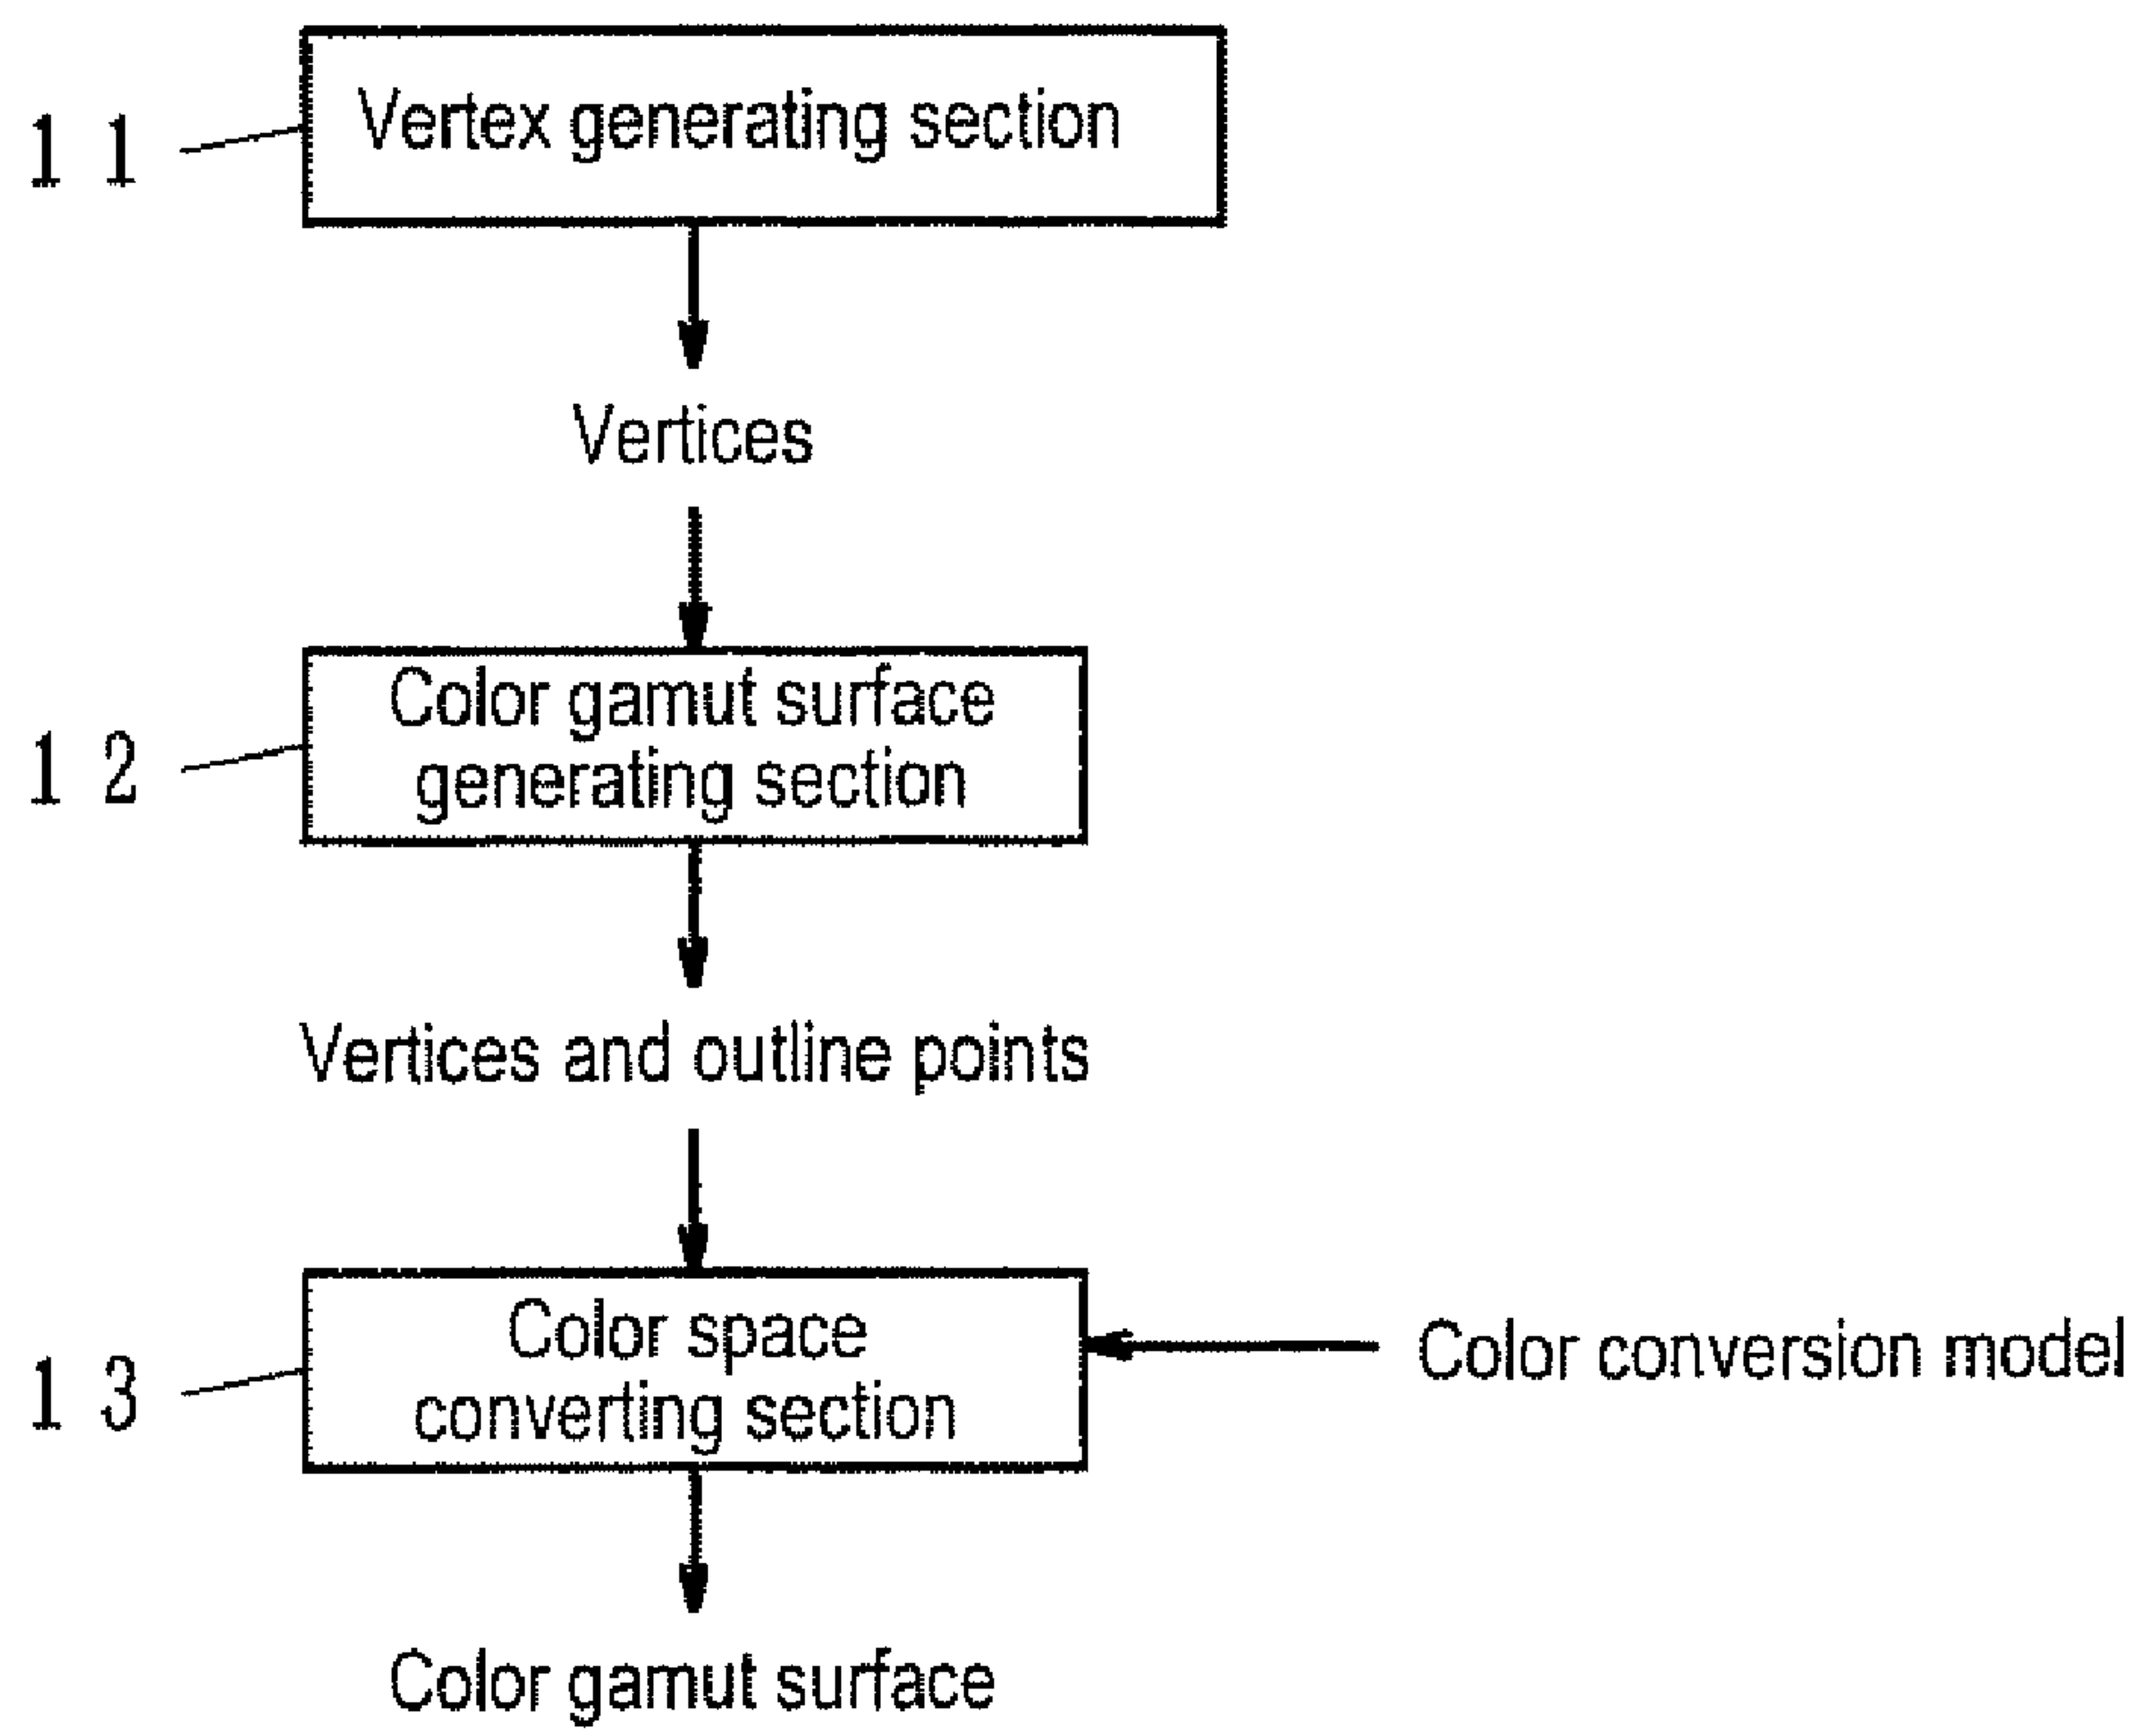 11
Vertex generating section
Vertices
12
Color gamut surface
generating section
Vertices and outline points
13
Color space
converting section
Color conversion model
Color gamut surface